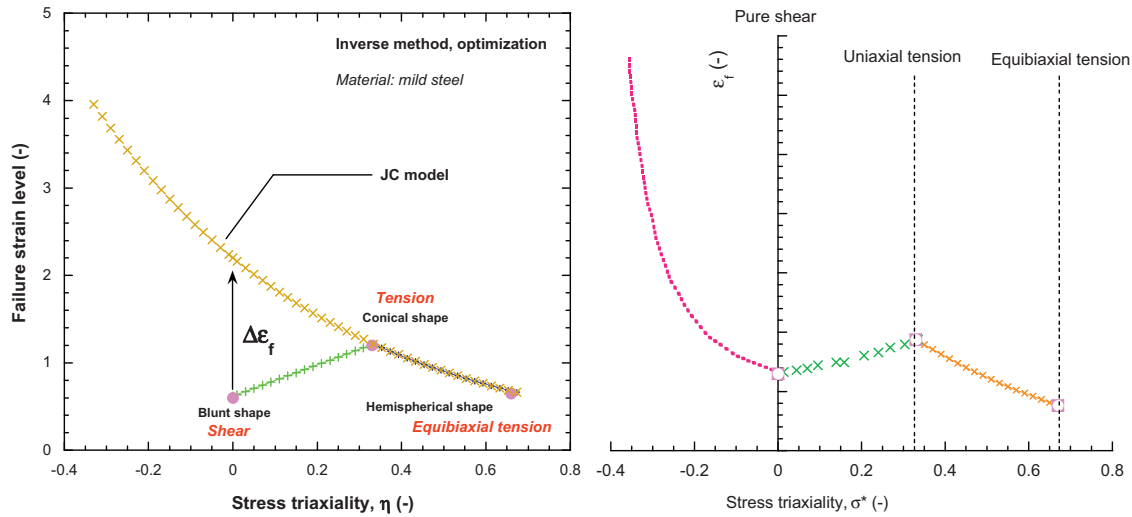 5
4
3
2
1
0
-0.4
-0.2
0
0.2
0.4
0.6
0.8
Failure strain level (-)
Stress triaxiality, η (-)
Inverse method, optimization
Material: mild steel
JC model
Δε_f
Tension
Conical shape
Blunt shape
Shear
Hemispherical shape
Equibiaxial tension
Pure shear
ε_f (-)
Uniaxial tension
Equibiaxial tension
-0.4
-0.2
0
0.2
0.4
0.6
0.8
Stress triaxiality, σ* (-)